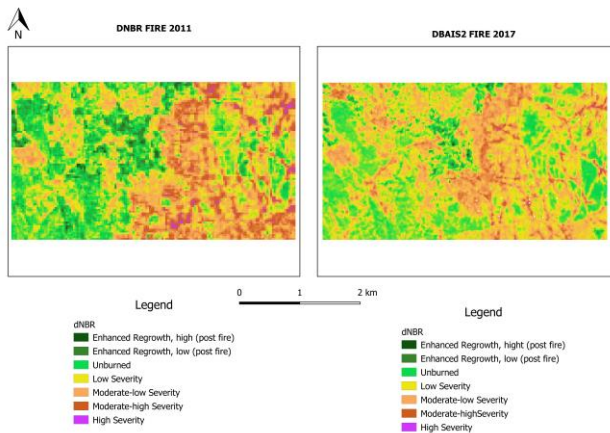 N
DNBR FIRE 2011
DBAIS2 FIRE 2017
0 1 2 km
Legend
dNBR
Enhanced Regrowth, high (post fire)
Enhanced Regrowth, low (post fire)
Unburned
Low Severity
Moderate-low Severity
Moderate-high Severity
High Severity
Legend
dNBR
Enhanced Regrowth, hight (post fire)
Enhanced Regrowth, low (post fire)
Unburned
Low Severity
Moderate-low Severity
Moderate-highSeverity
High Severity